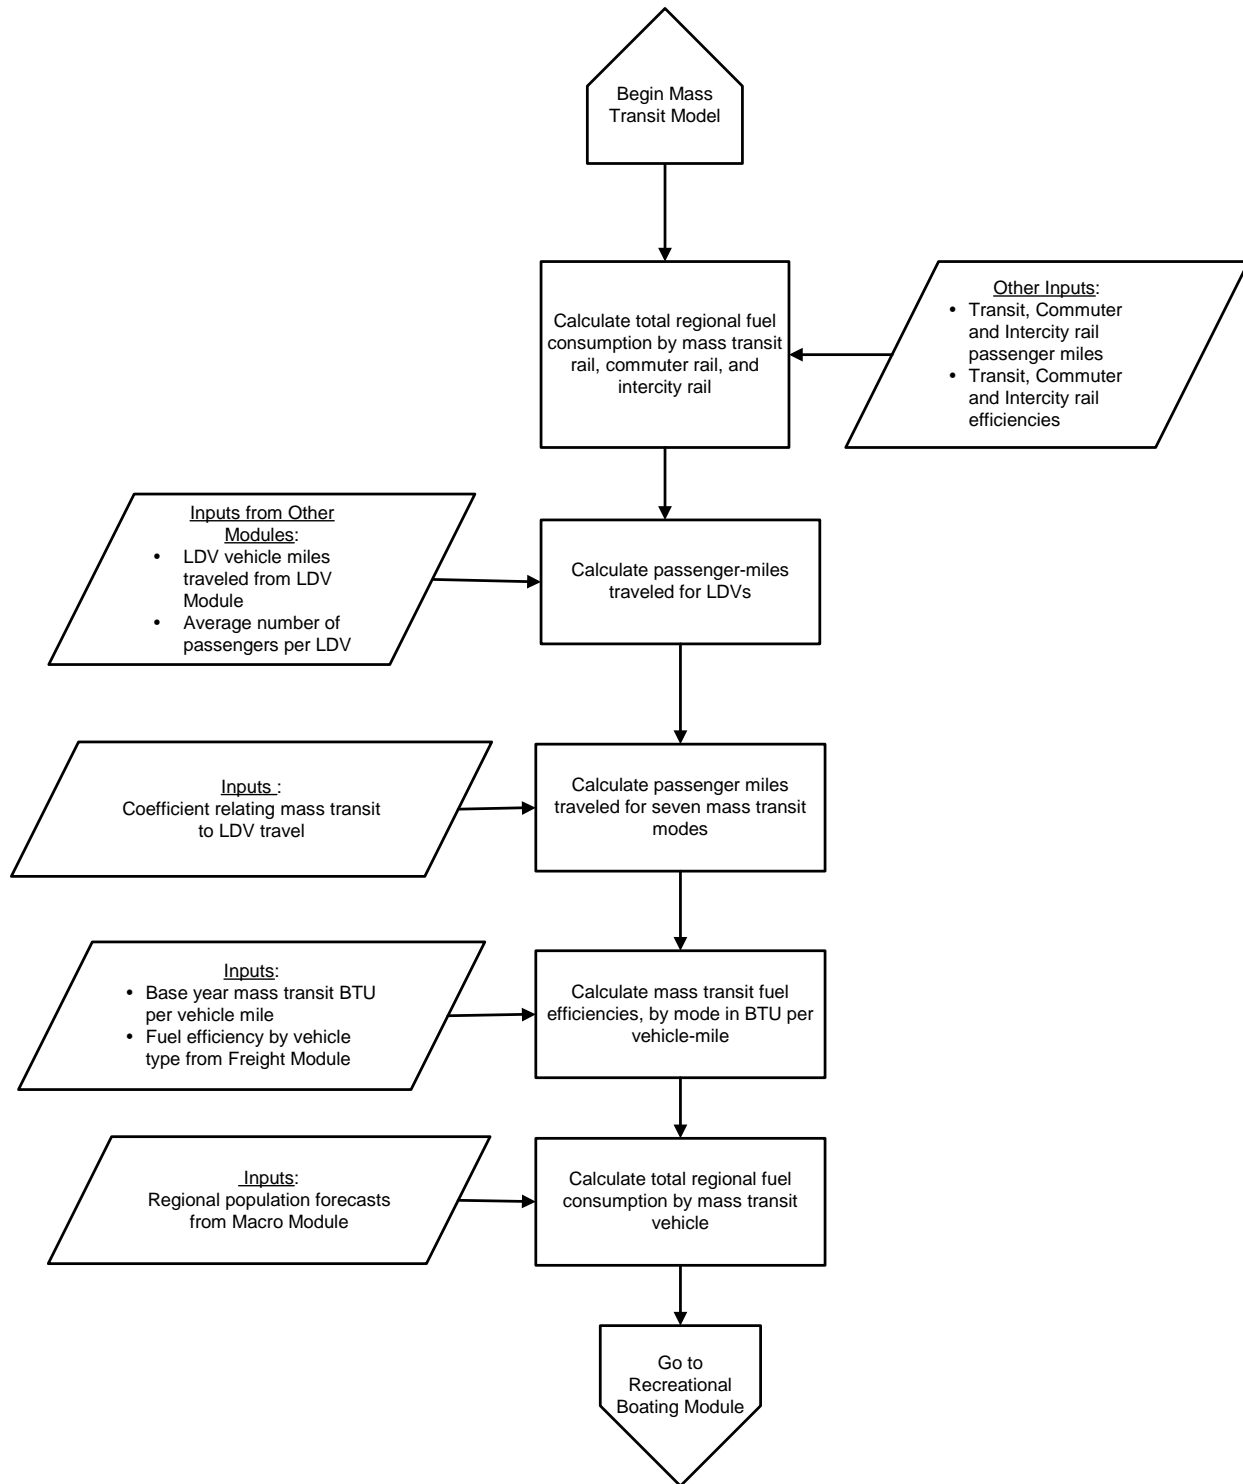 Begin Mass
Transit Model
Calculate total regional fuel
consumption by mass transit
rail, commuter rail, and
intercity rail
Other Inputs:
• Transit, Commuter
and Intercity rail
passenger miles
• Transit, Commuter
and Intercity rail
efficiencies
Inputs from Other
Modules:
• LDV vehicle miles
traveled from LDV
Module
• Average number of
passengers per LDV
Calculate passenger-miles
traveled for LDVs
Inputs :
Coefficient relating mass transit
to LDV travel
Calculate passenger miles
traveled for seven mass transit
modes
Inputs:
• Base year mass transit BTU
per vehicle mile
• Fuel efficiency by vehicle
type from Freight Module
Calculate mass transit fuel
efficiencies, by mode in BTU per
vehicle-mile
Inputs:
Regional population forecasts
from Macro Module
Calculate total regional fuel
consumption by mass transit
vehicle
Go to
Recreational
Boating Module